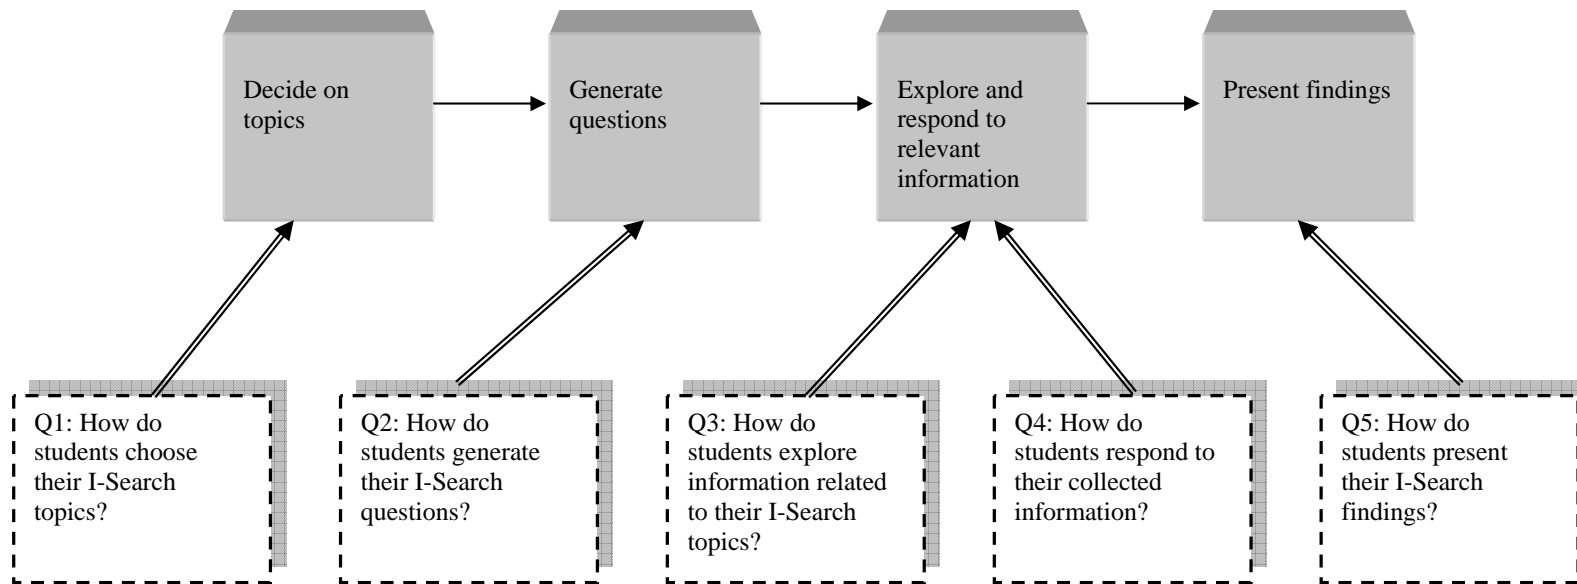 Decide on
topics
Generate
questions
Explore and
respond to
relevant
information
Present findings
Q1: How do
students choose
their I-Search
topics?
Q2: How do
students generate
their I-Search
questions?
Q3: How do
students explore
information related
to their I-Search
topics?
Q4: How do
students respond to
their collected
information?
Q5: How do
students present
their I-Search
findings?